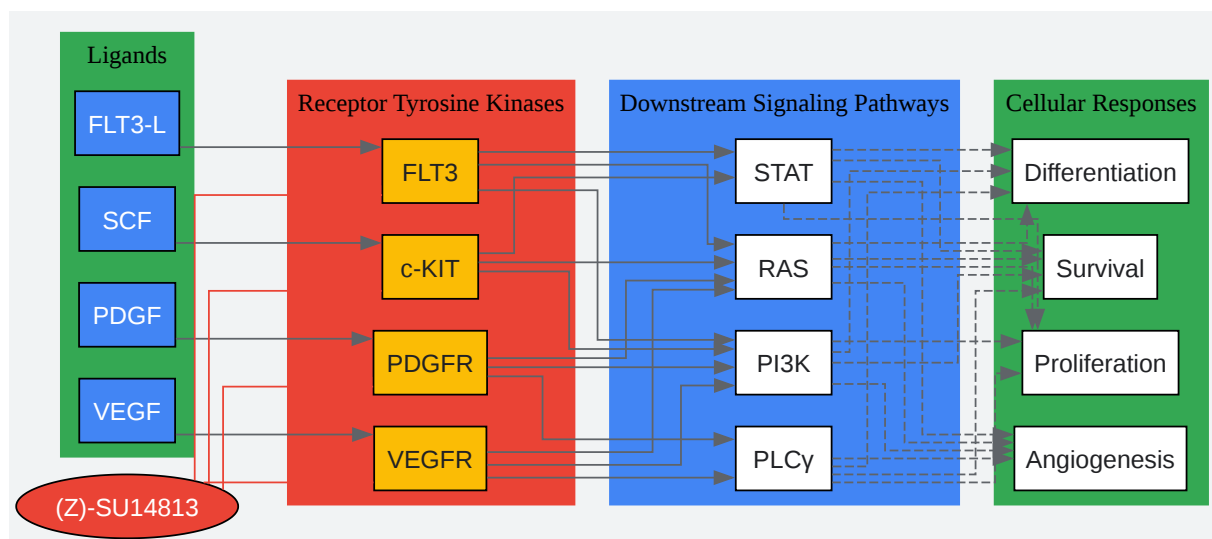 Ligands
FLT3-L
SCF
PDGF
VEGF
(Z)-SU14813
Receptor Tyrosine Kinases
FLT3
c-KIT
PDGFR
VEGFR
Downstream Signaling Pathways
STAT
RAS
PI3K
PLCγ
Cellular Responses
Differentiation
Survival
Proliferation
Angiogenesis